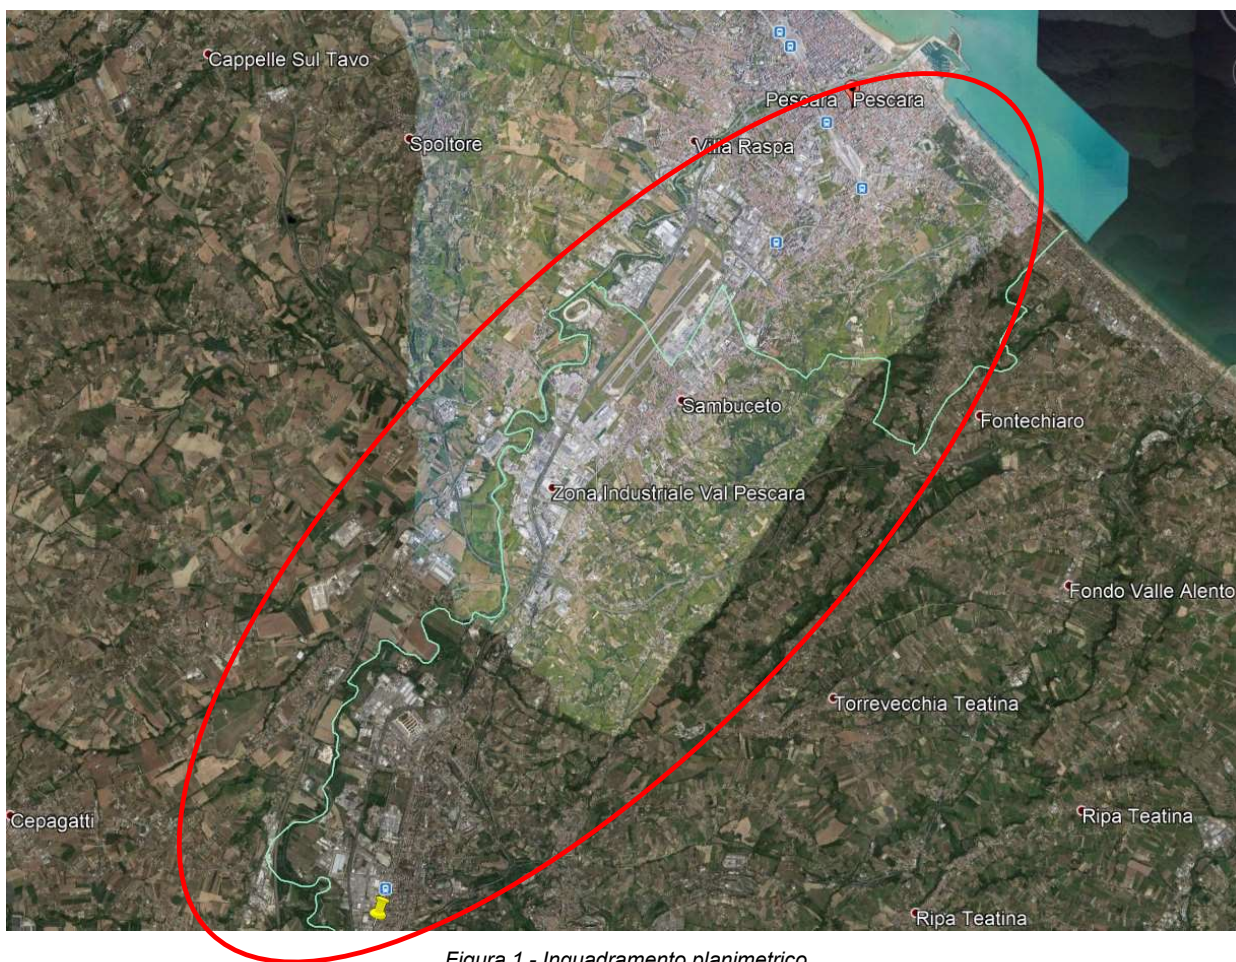 Cappelle Sul Tavo
Pescara Pescara
Spoltore
Villa Raspa
Sambuceto
Fontechiaro
Zona Industriale Val Pescara
Fondo Valle Alento
Torrevecchia Teatina
Cepagatti
Ripa Teatina
Ripa Teatina
Figura 1 - Inquadramento planimetrico